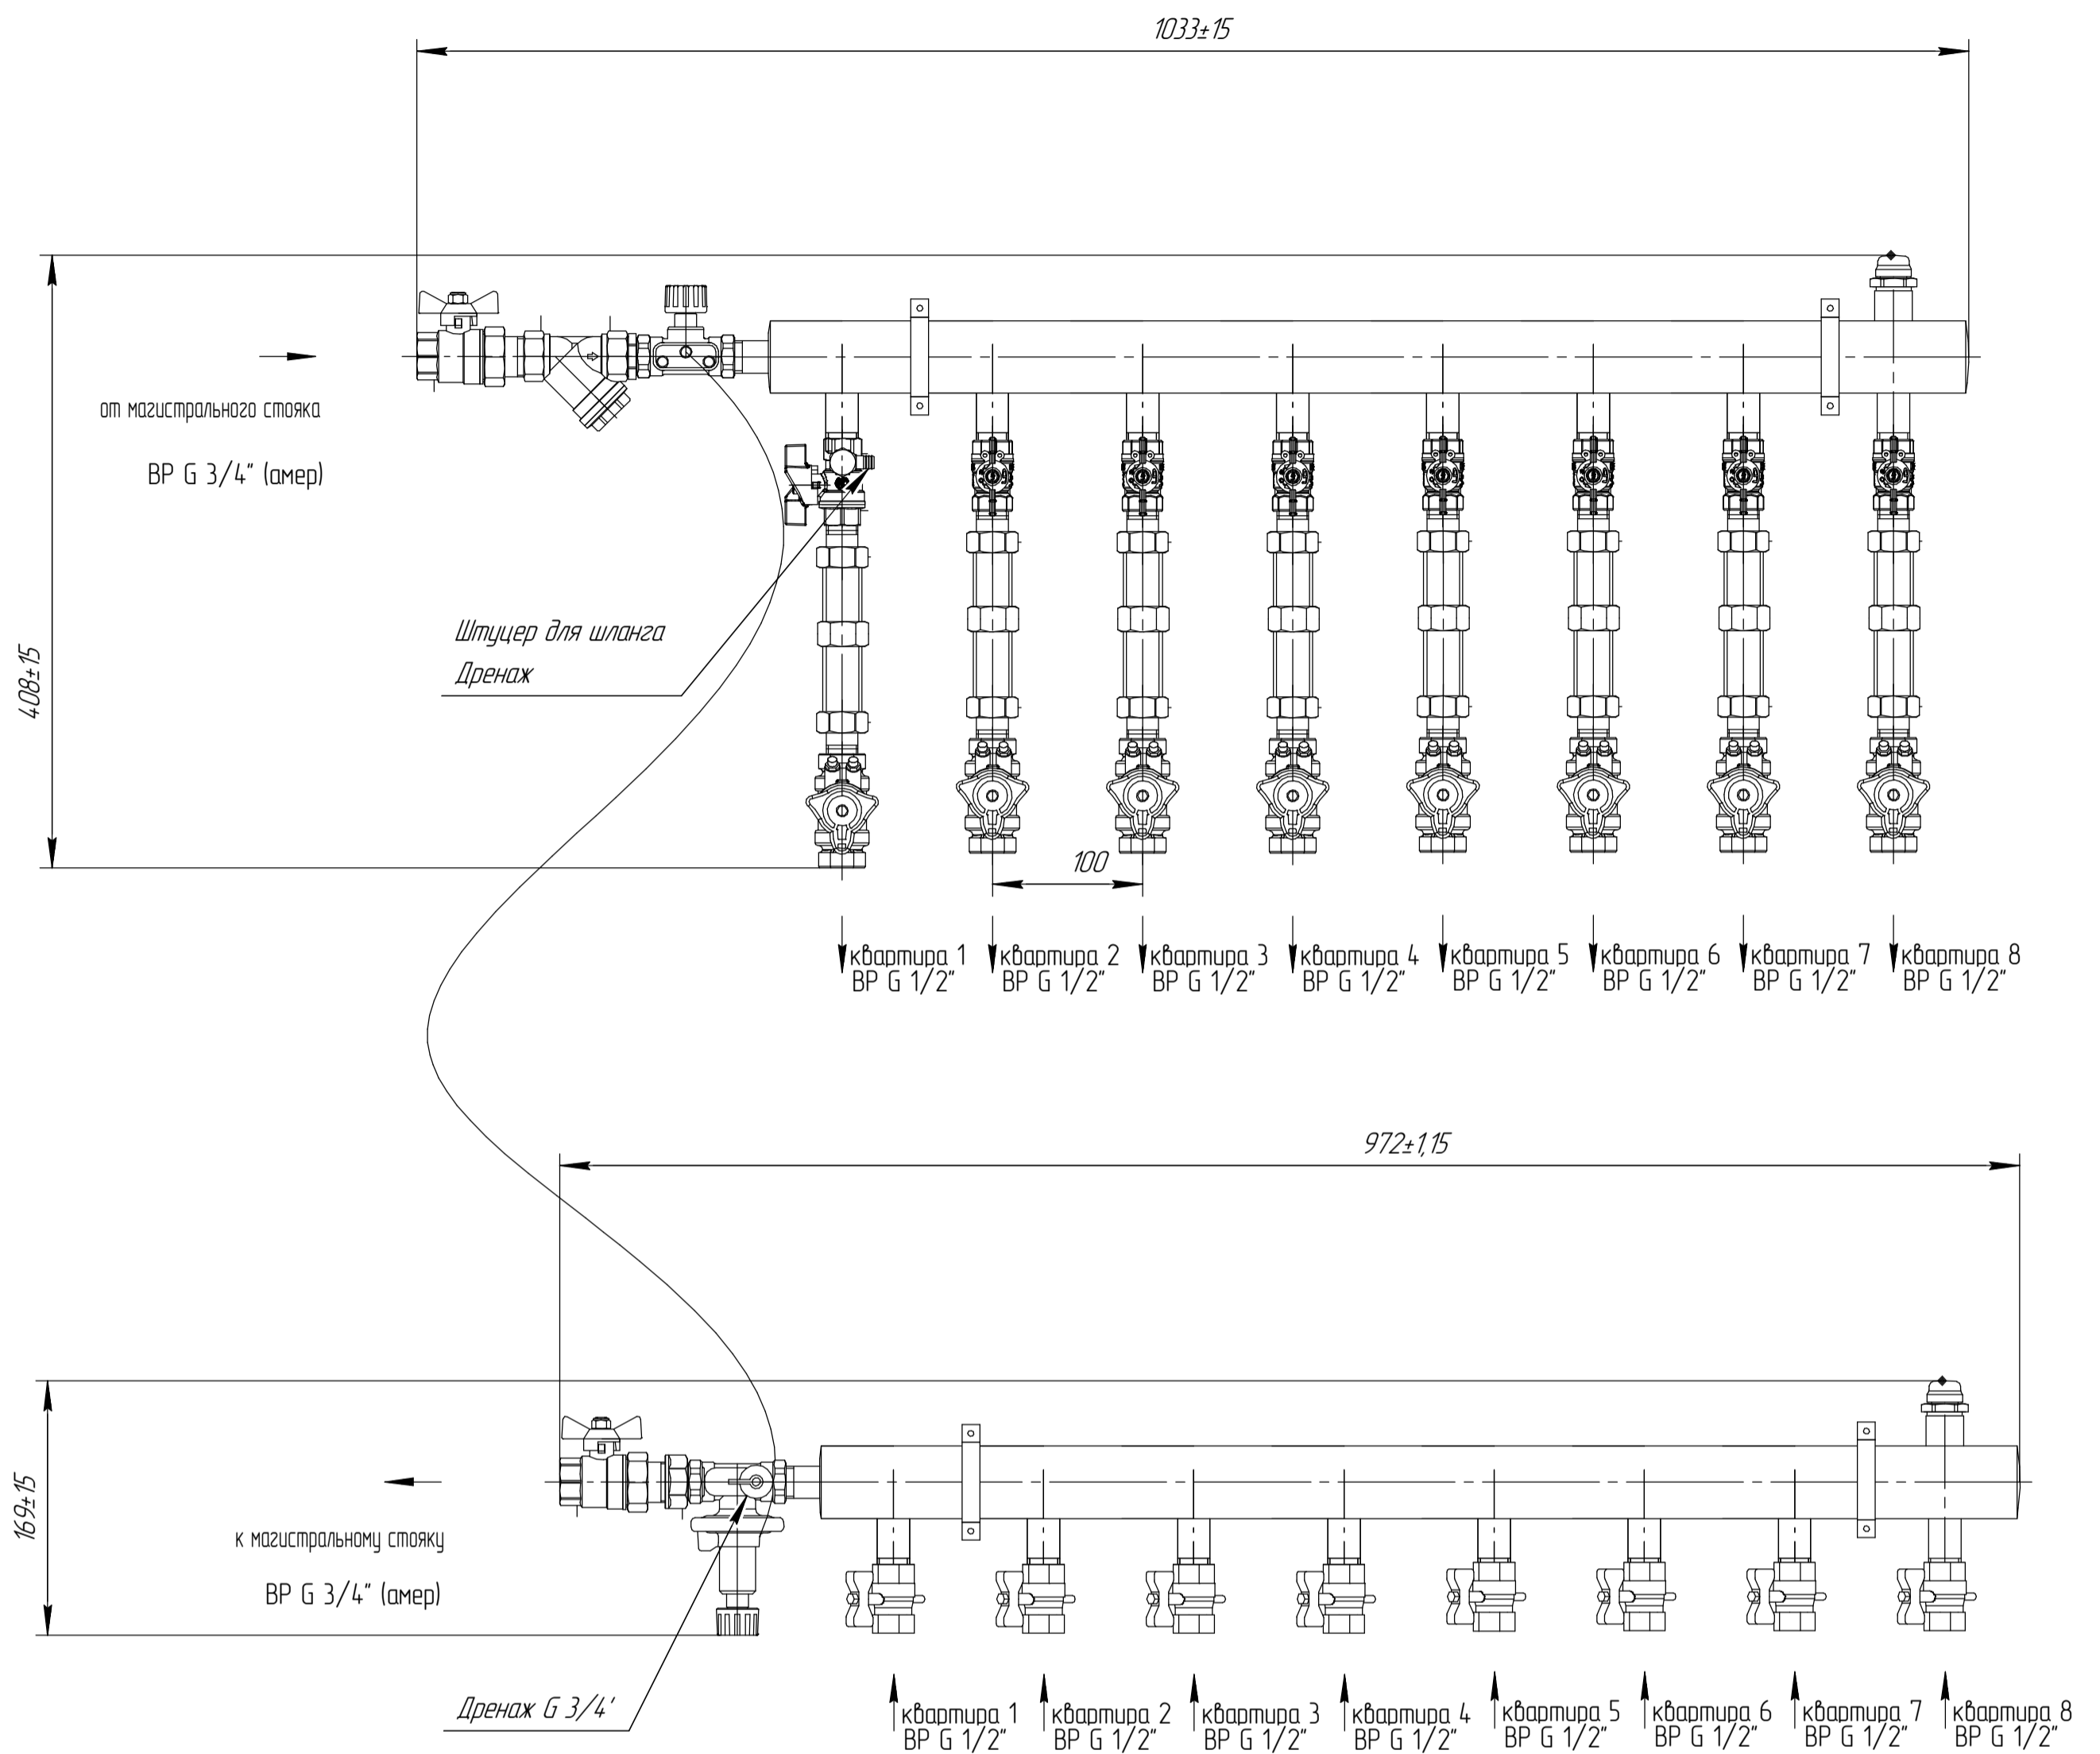 1033±15
от магистрального стояка
ВР G 3/4" (амер)
Штуцер для шланга
Дренаж
408±15
100
квартира 1
ВР G 1/2"
квартира 2
ВР G 1/2"
квартира 3
ВР G 1/2"
квартира 4
ВР G 1/2"
квартира 5
ВР G 1/2"
квартира 6
ВР G 1/2"
квартира 7
ВР G 1/2"
квартира 8
ВР G 1/2"
972±1,15
169±15
к магистральному стояку
ВР G 3/4" (амер)
Дренаж G 3/4'
квартира 1
ВР G 1/2"
квартира 2
ВР G 1/2"
квартира 3
ВР G 1/2"
квартира 4
ВР G 1/2"
квартира 5
ВР G 1/2"
квартира 6
ВР G 1/2"
квартира 7
ВР G 1/2"
квартира 8
ВР G 1/2"